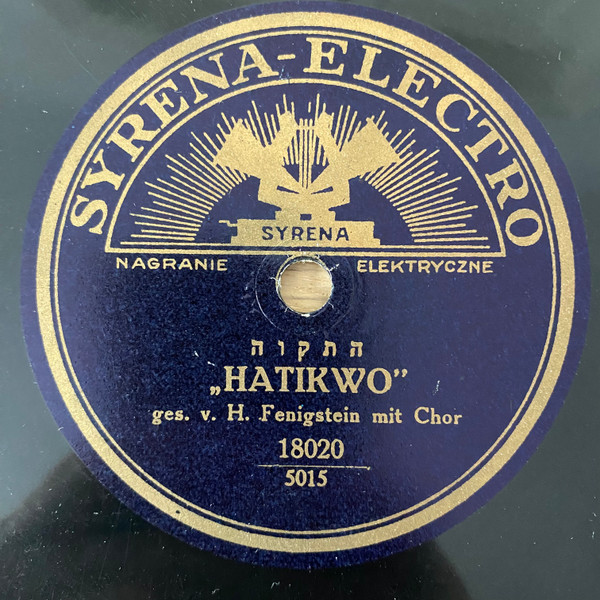 SYRENA-ELECTRO
SYRENA
NAGRANIE ELEKTRYCZNE
התקוה
„HATIKWO”
ges. v. H. Fenigstein mit Chor
18020
5015